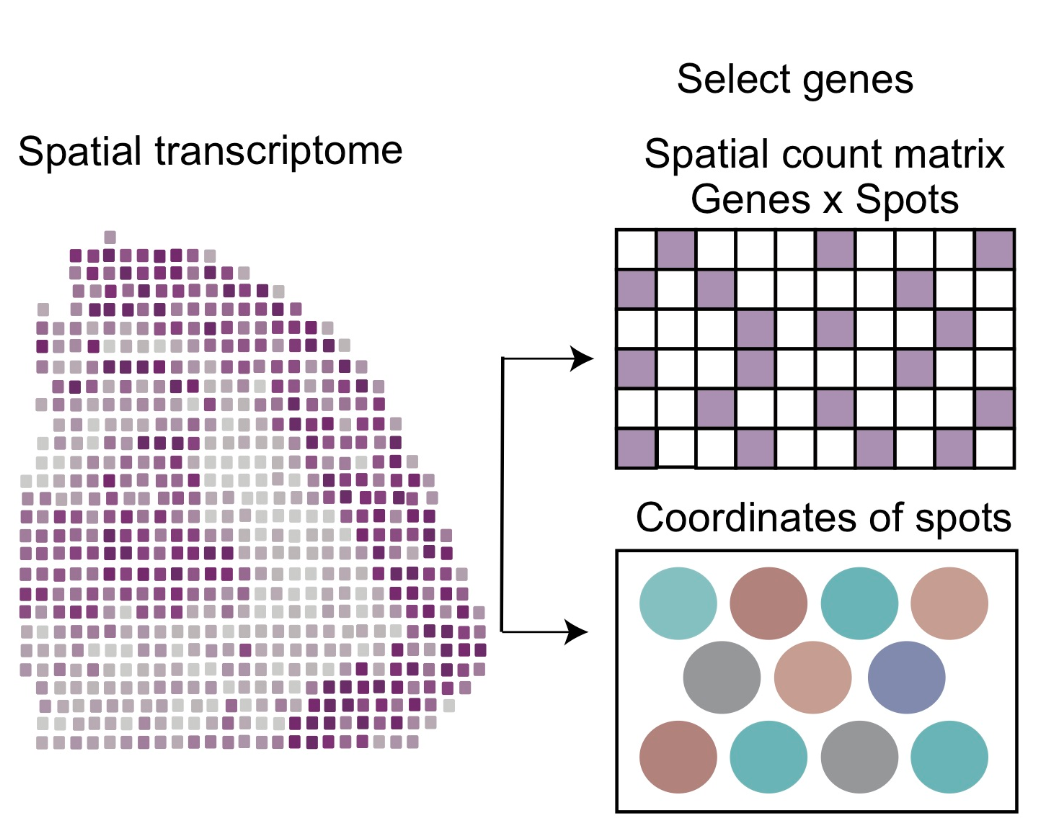 Select genes
Spatial transcriptome
Spatial count matrix
Genes x Spots
Coordinates of spots